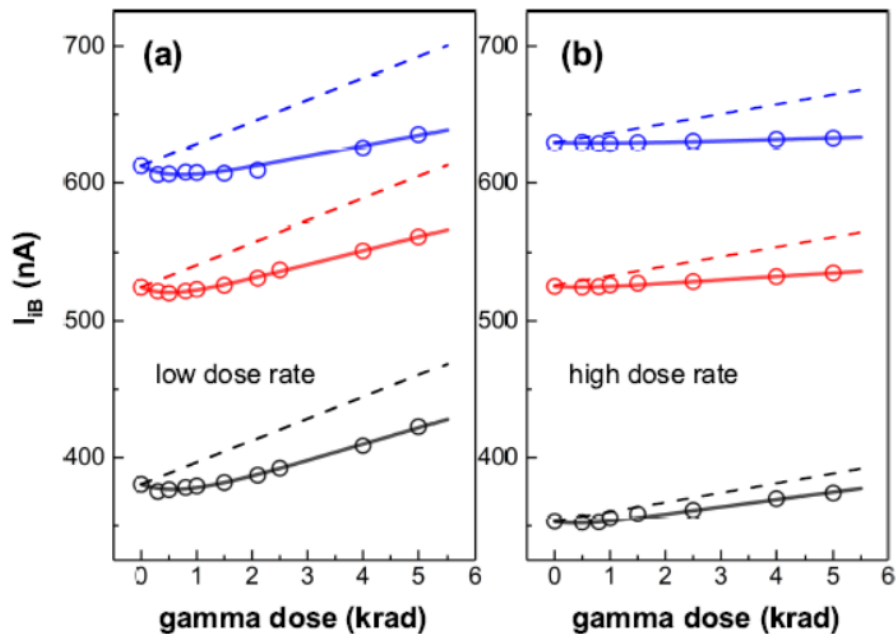 (a)
(b)
700
600
500
400
I_iB (nA)
low dose rate
0 1 2 3 4 5 6
gamma dose (krad)
700
600
500
400
high dose rate
0 1 2 3 4 5 6
gamma dose (krad)